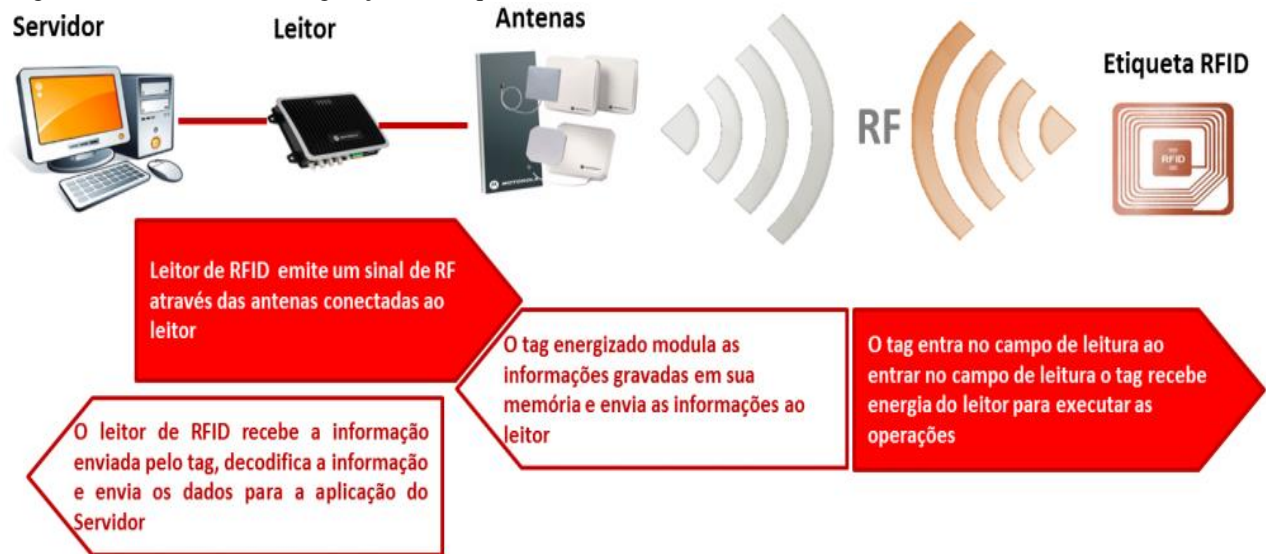 Servidor
Leitor
Antenas
Etiqueta RFID
RF
RFID
MOTOROLA
Leitor de RFID emite um sinal de RF
através das antenas conectadas ao
leitor
O tag entra no campo de leitura ao
entrar no campo de leitura o tag recebe
energia do leitor para executar as
operações
O tag energizado modula as
informações gravadas em sua
memória e envia as informações ao
leitor
O leitor de RFID recebe a informação
enviada pelo tag, decodifica a informação
e envia os dados para a aplicação do
Servidor